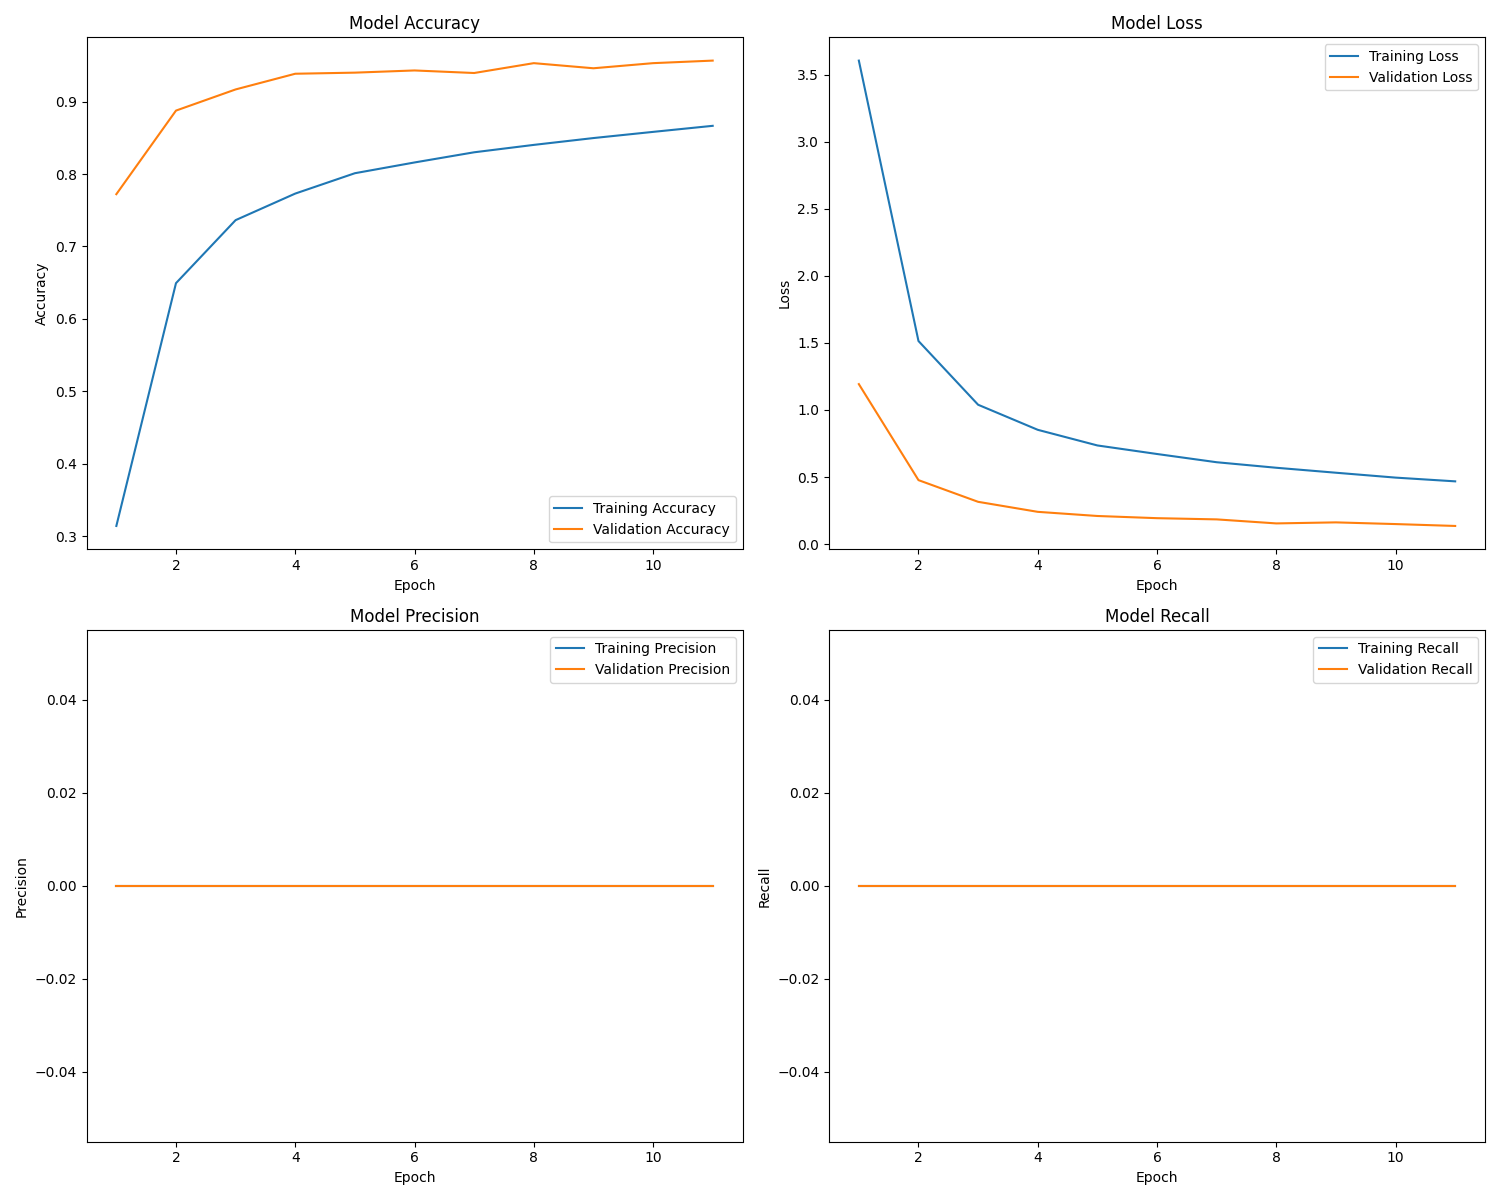 Model Accuracy
Accuracy
0.9
0.8
0.7
0.6
0.5
0.4
0.3
Training Accuracy
Validation Accuracy
2 4 6 8 10
Epoch
Model Loss
Loss
3.5
3.0
2.5
2.0
1.5
1.0
0.5
0.0
Training Loss
Validation Loss
2 4 6 8 10
Epoch
Model Precision
Precision
0.04
0.02
0.00
−0.02
−0.04
Training Precision
Validation Precision
2 4 6 8 10
Epoch
Model Recall
Recall
0.04
0.02
0.00
−0.02
−0.04
Training Recall
Validation Recall
2 4 6 8 10
Epoch